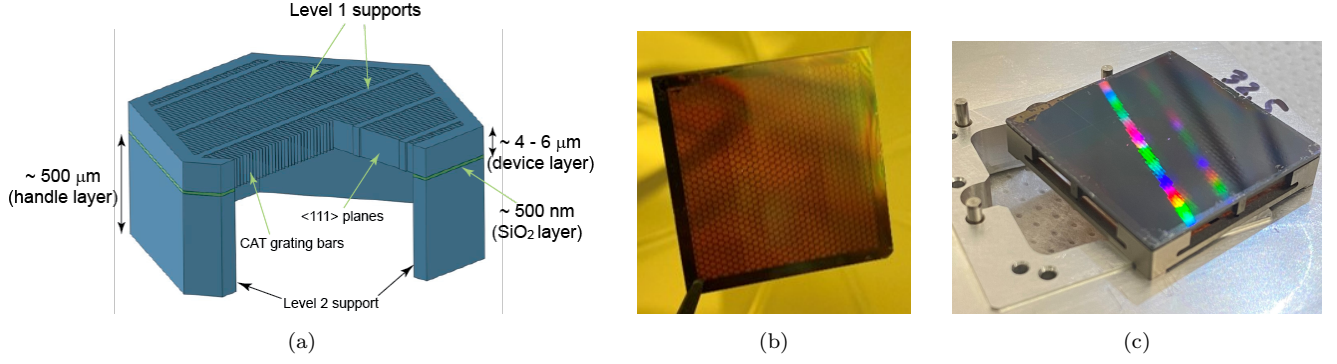 Level 1 supports
~ 500 μm
(handle layer)
~ 4 - 6 μm
(device layer)
~ 500 nm
(SiO₂ layer)
<111> planes
CAT grating bars
Level 2 support
325
(a)
(b)
(c)